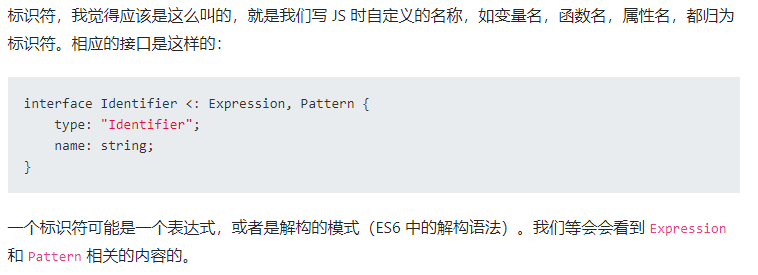 标识符，我觉得应该是这么叫的，就是我们写 JS 时自定义的名称，如变量名，函数名，属性名，都归为
标识符。相应的接口是这样的：
interface Identifier <: Expression, Pattern {
    type: "Identifier";
    name: string;
}
一个标识符可能是一个表达式，或者是解构的模式（ES6 中的解构语法）。我们等会会看到 Expression
和 Pattern 相关的内容的。